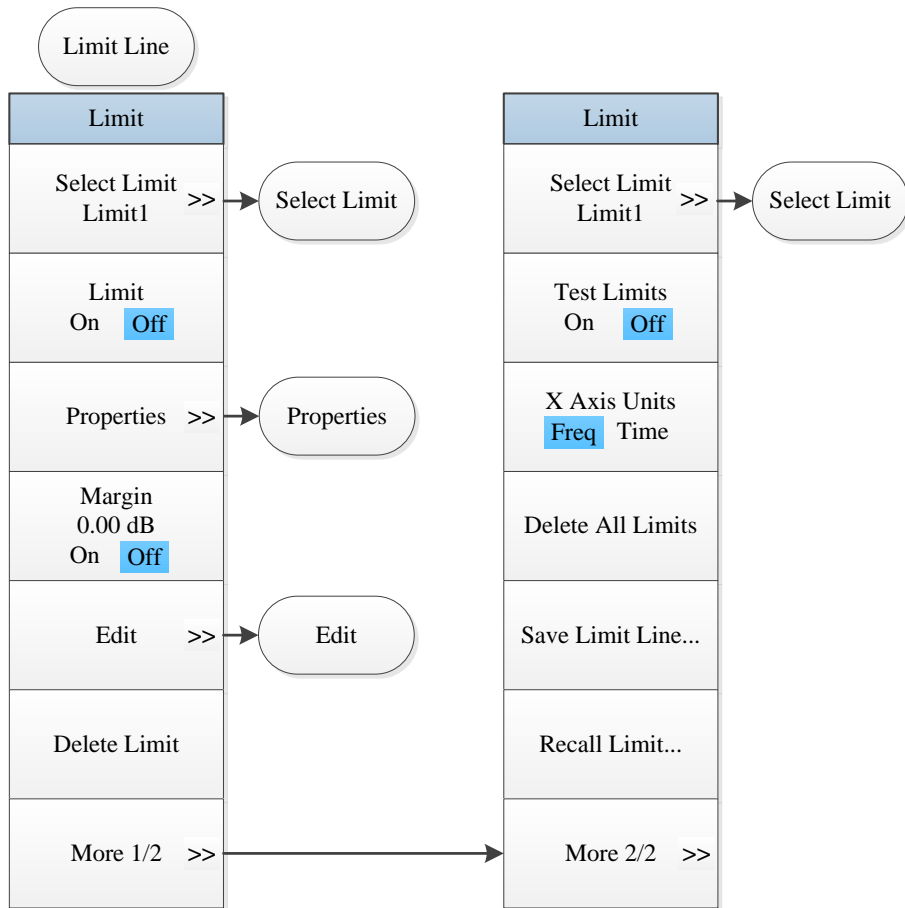 Limit Line
Limit
Select Limit
Limit1
>>
Select Limit
Limit
On Off
Properties >>
Properties
Margin
0.00 dB
On Off
Edit >>
Edit
Delete Limit
More 1/2 >>
Limit
Select Limit
Limit1
>>
Select Limit
Test Limits
On Off
X Axis Units
Freq Time
Delete All Limits
Save Limit Line...
Recall Limit...
More 2/2 >>